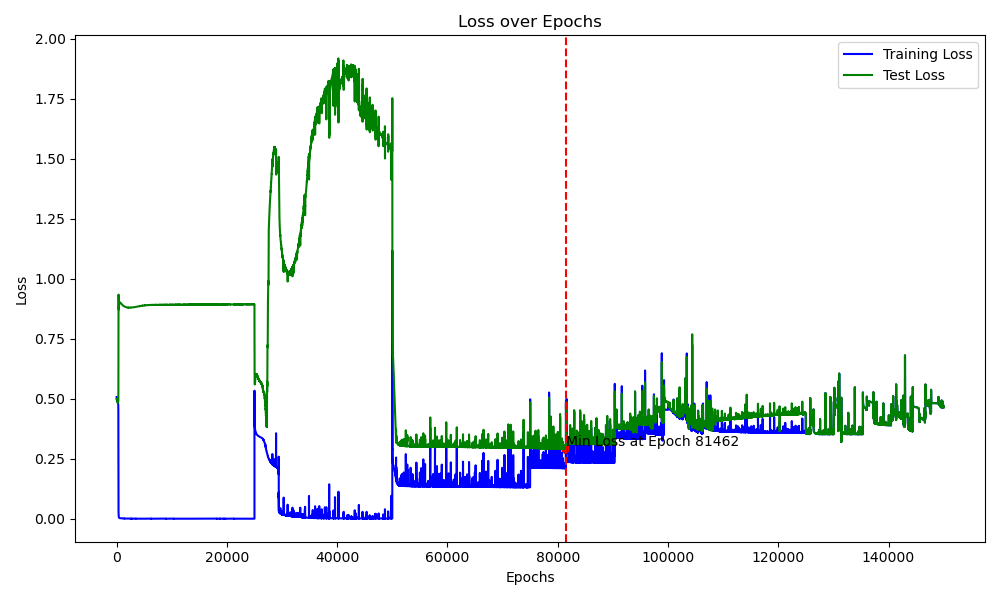 Loss over Epochs
Training Loss
Test Loss
2.00
1.75
1.50
1.25
1.00
0.75
0.50
0.25
0.00
Loss
Min Loss at Epoch 81462
0
20000
40000
60000
80000
100000
120000
140000
Epochs